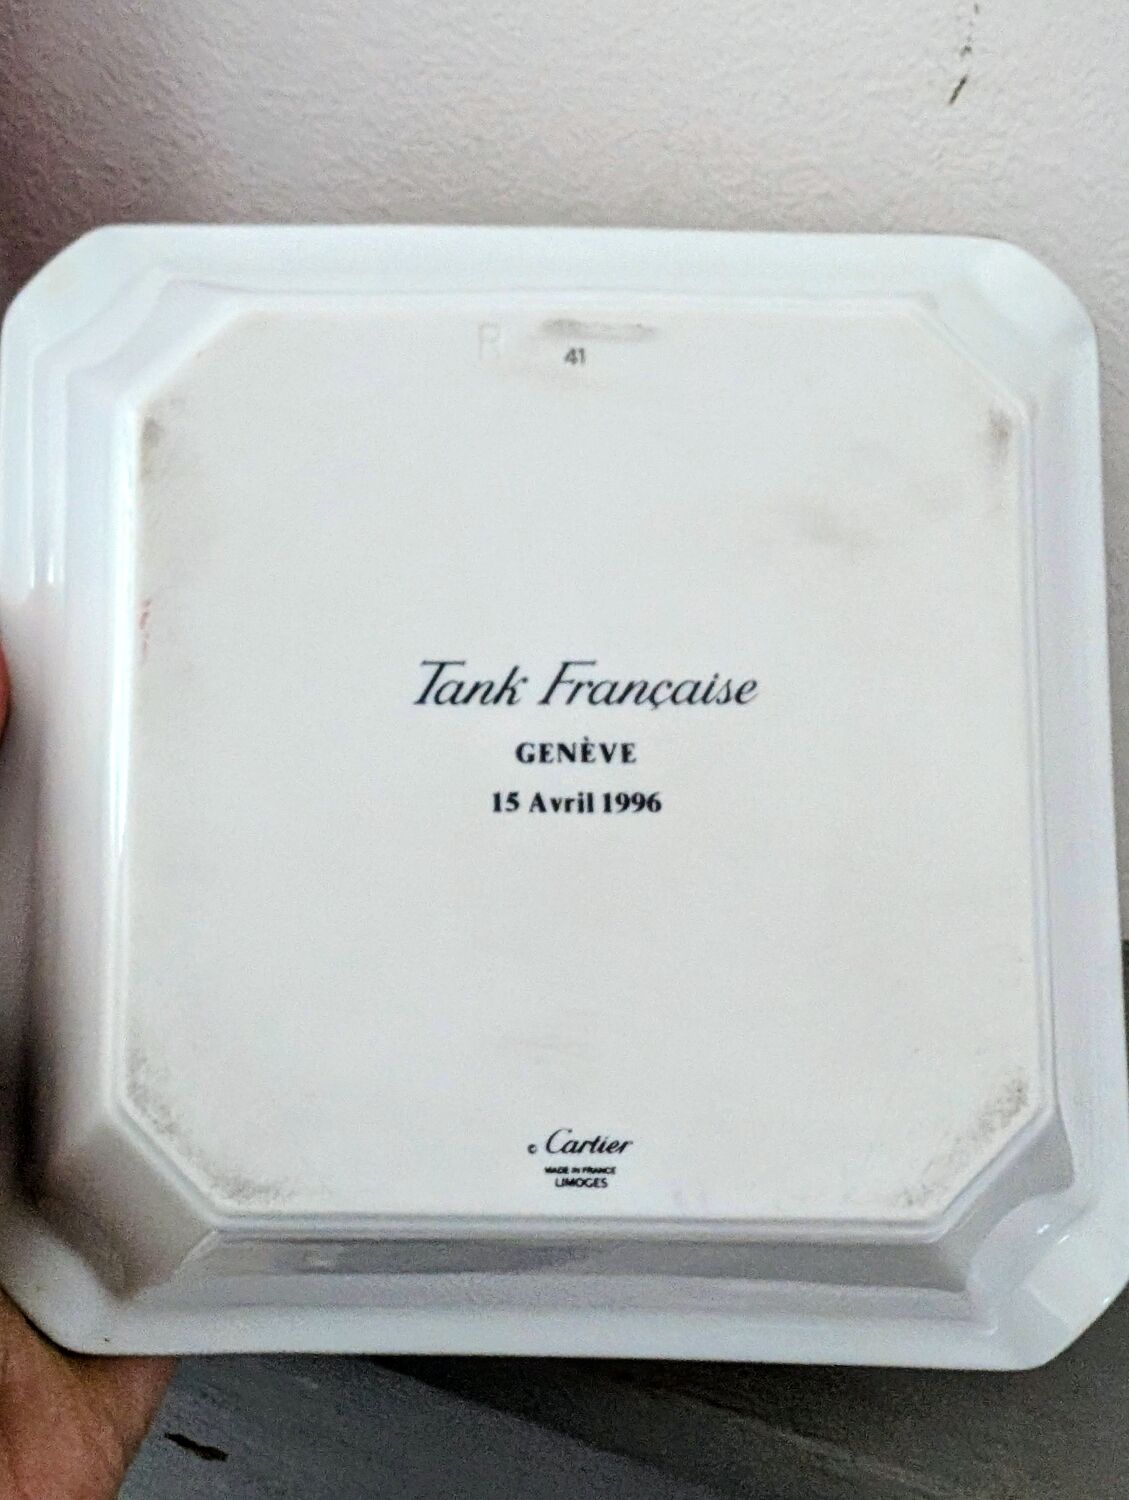 41
Tank Française
GENÈVE
15 Avril 1996
© Cartier
MADE IN FRANCE
LIMOGES